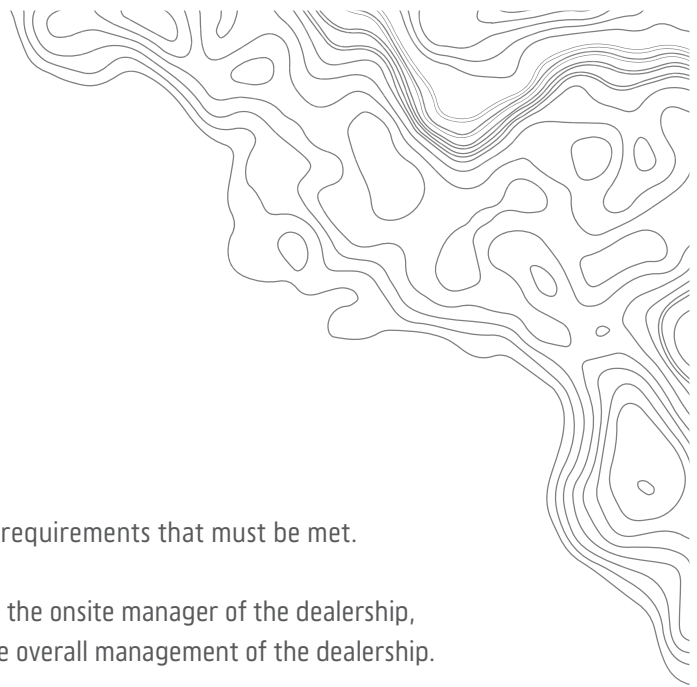 requirements that must be met.
the onsite manager of the dealership,
e overall management of the dealership.